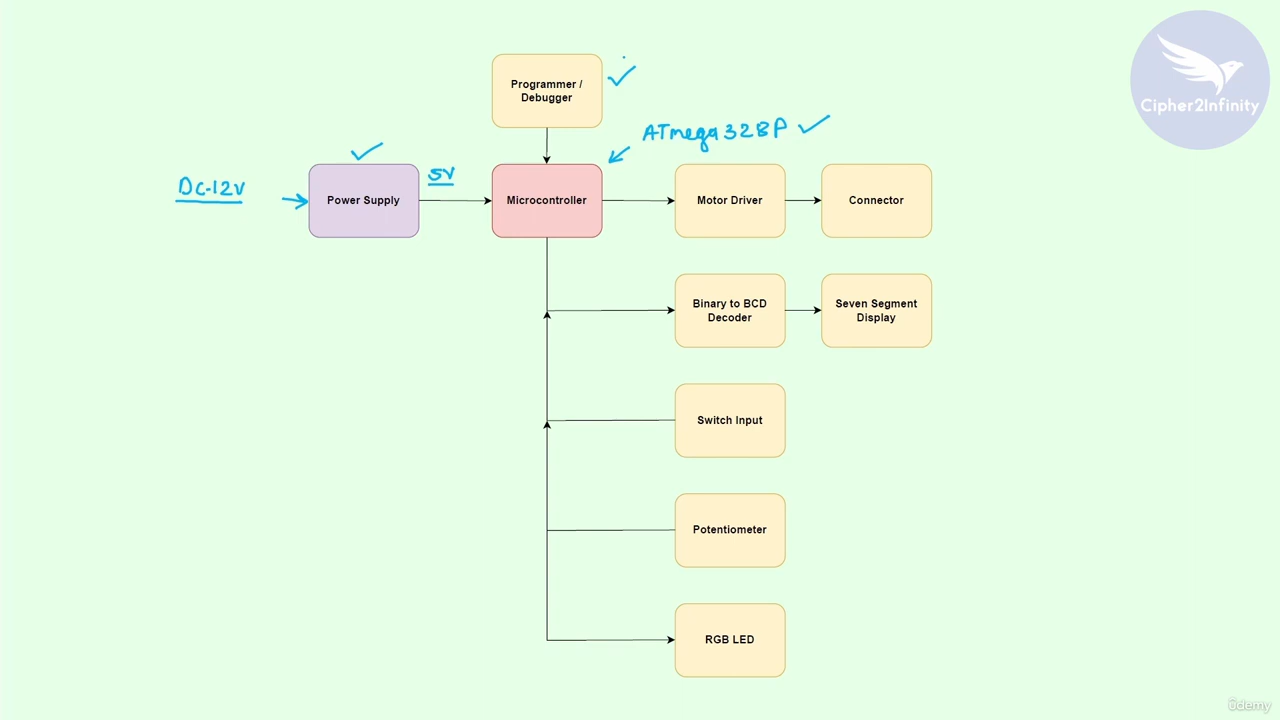 Cipher2Infinity
Programmer /
Debugger
ATmega328P
DC-12V
Power Supply
5V
Microcontroller
Motor Driver
Connector
Binary to BCD
Decoder
Seven Segment
Display
Switch Input
Potentiometer
RGB LED
ûdemy